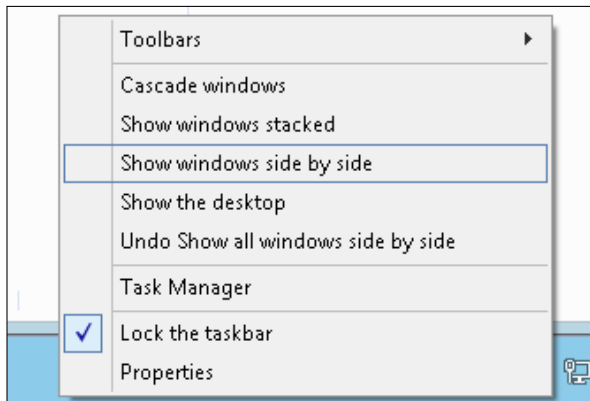 Toolbars
Cascade windows
Show windows stacked
Show windows side by side
Show the desktop
Undo Show all windows side by side
Task Manager
Lock the taskbar
Properties